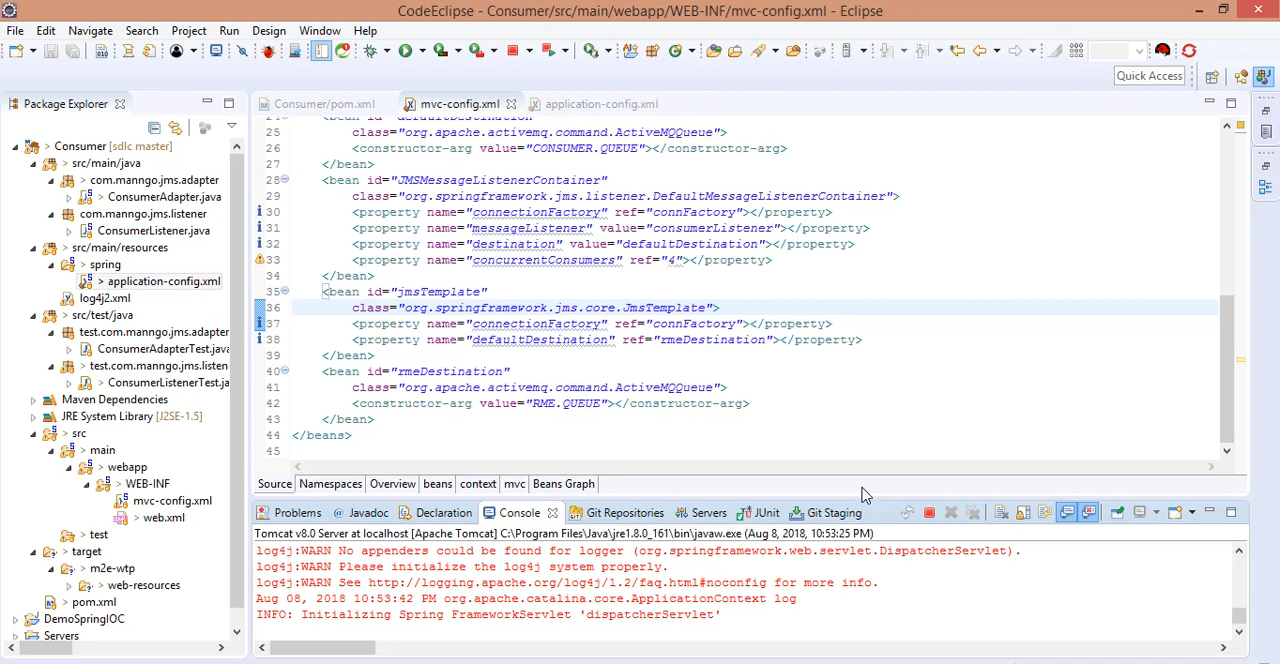 CodeEclipse - Consumer/src/main/webapp/WEB-INF/mvc-config.xml - Eclipse
File Edit Navigate Search Project Run Design Window Help
Quick Access
Package Explorer
Consumer/pom.xml mvc-config.xml application-config.xml
> Consumer [sdlc master]
> src/main/java
> com.manngo.jms.adapter
> ConsumerAdapter.java
> com.manngo.jms.listener
> ConsumerListener.java
> src/main/resources
> spring
> application-config.xml
log4j2.xml
> src/test/java
test.com.manngo.jms.adapter
ConsumerAdapterTest.java
test.com.manngo.jms.listen
ConsumerListenerTest.ja
Maven Dependencies
JRE System Library [J2SE-1.5]
> src
> main
> webapp
> WEB-INF
> mvc-config.xml
> web.xml
> test
> target
> m2e-wtp
> web-resources
> pom.xml
DemoSpringIOC
Servers
24 <bean id="defaultDestination"
25 class="org.apache.activemq.command.ActiveMQQueue">
26 <constructor-arg value="CONSUMER.QUEUE"></constructor-arg>
27 </bean>
28 <bean id="JMSMessageListenerContainer"
29 class="org.springframework.jms.listener.DefaultMessageListenerContainer">
30 <property name="connectionFactory" ref="connFactory"></property>
31 <property name="messageListener" value="consumerListener"></property>
32 <property name="destination" value="defaultDestination"></property>
33 <property name="concurrentConsumers" ref="4"></property>
34 </bean>
35 <bean id="jmsTemplate"
36 class="org.springframework.jms.core.JmsTemplate">
37 <property name="connectionFactory" ref="connFactory"></property>
38 <property name="defaultDestination" ref="rmeDestination"></property>
39 </bean>
40 <bean id="rmeDestination"
41 class="org.apache.activemq.command.ActiveMQQueue">
42 <constructor-arg value="RME.QUEUE"></constructor-arg>
43 </bean>
44 </beans>
45
Source Namespaces Overview beans context mvc Beans Graph
Problems @ Javadoc Declaration Console Git Repositories Servers JUnit Git Staging
Tomcat v8.0 Server at localhost [Apache Tomcat] C:\Program Files\Java\jre1.8.0_161\bin\javaw.exe (Aug 8, 2018, 10:53:25 PM)
log4j:WARN No appenders could be found for logger (org.springframework.web.servlet.DispatcherServlet).
log4j:WARN Please initialize the log4j system properly.
log4j:WARN See http://logging.apache.org/log4j/1.2/faq.html#noconfig for more info.
Aug 08, 2018 10:53:42 PM org.apache.catalina.core.ApplicationContext log
INFO: Initializing Spring FrameworkServlet 'dispatcherServlet'